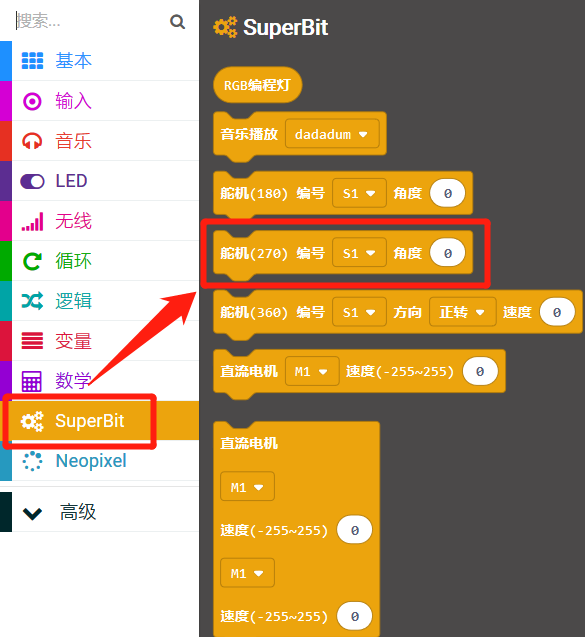 搜索...
基本
输入
音乐
LED
无线
循环
逻辑
变量
数学
SuperBit
Neopixel
高级
SuperBit
RGB编程灯
音乐播放 dadadum
舵机(180) 编号 S1 角度 0
舵机(270) 编号 S1 角度 0
舵机(360) 编号 S1 方向 正转 速度 0
直流电机 M1 速度(-255~255) 0
直流电机
M1
速度(-255~255) 0
M1
速度(-255~255) 0